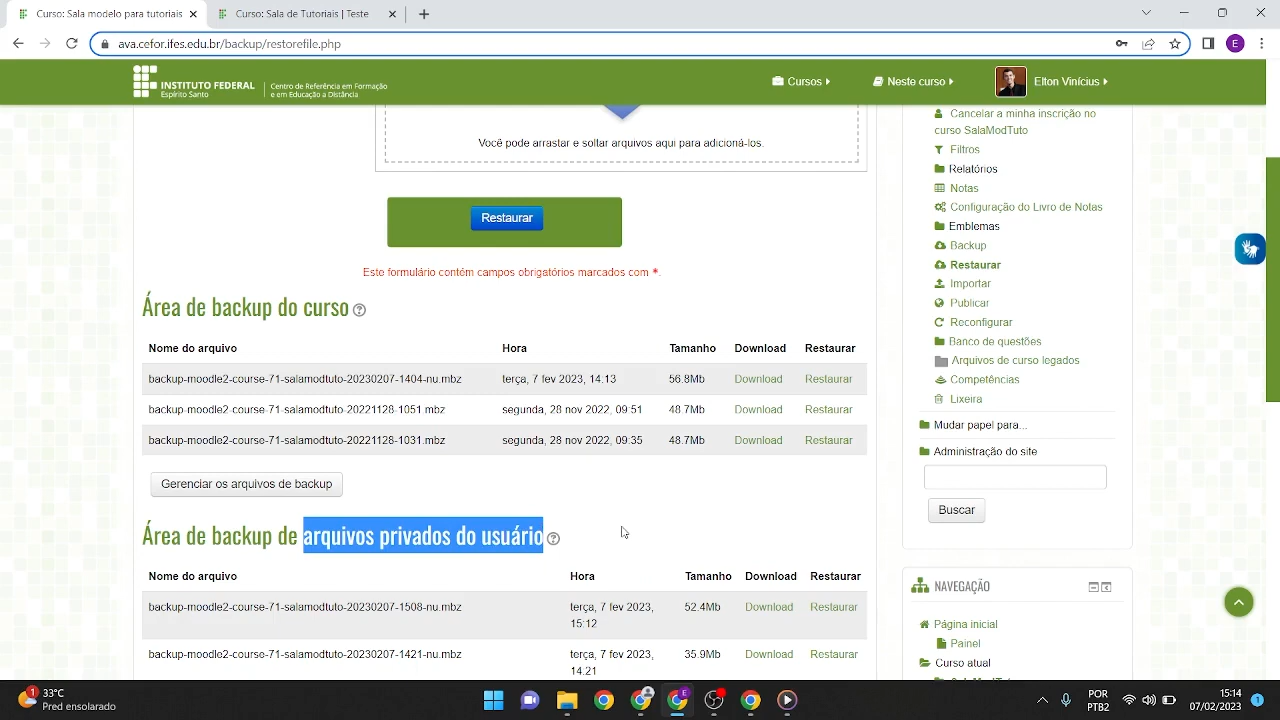 Curso: Sala modelo para tutoriais
Curso: Tutoriais | Teste
ava.cefor.ifes.edu.br/backup/restorefile.php
E
INSTITUTO FEDERAL
Espírito Santo
Centro de Referência em Formação
e em Educação a Distância
Cursos
Neste curso
Elton Vinícius
Você pode arrastar e soltar arquivos aqui para adicioná-los.
Restaurar
Este formulário contém campos obrigatórios marcados com *.
Área de backup do curso
Nome do arquivo Hora Tamanho Download Restaurar
backup-moodle2-course-71-salamodtuto-20230207-1404-nu.mbz terça, 7 fev 2023, 14:13 56.8Mb Download Restaurar
backup-moodle2-course-71-salamodtuto-20221128-1051.mbz segunda, 28 nov 2022, 09:51 48.7Mb Download Restaurar
backup-moodle2-course-71-salamodtuto-20221128-1031.mbz segunda, 28 nov 2022, 09:35 48.7Mb Download Restaurar
Gerenciar os arquivos de backup
Área de backup de arquivos privados do usuário
Nome do arquivo Hora Tamanho Download Restaurar
backup-moodle2-course-71-salamodtuto-20230207-1508-nu.mbz terça, 7 fev 2023, 52.4Mb Download Restaurar
15:12
backup-moodle2-course-71-salamodtuto-20230207-1421-nu.mbz terça, 7 fev 2023, 35.9Mb Download Restaurar
14:21
Cancelar a minha inscrição no
curso SalaModTuto
Filtros
Relatórios
Notas
Configuração do Livro de Notas
Emblemas
Backup
Restaurar
Importar
Publicar
Reconfigurar
Banco de questões
Arquivos de curso legados
Competências
Lixeira
Mudar papel para...
Administração do site
Buscar
NAVEGAÇÃO
Página inicial
Painel
Curso atual
1
33°C
Pred ensolarado
E
POR
PTB2
15:14
07/02/2023
1